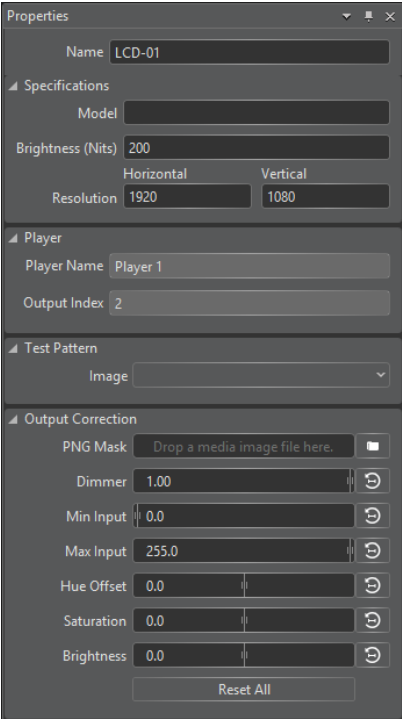 Properties
Name LCD-01
Specifications
Model
Brightness (Nits) 200
Horizontal Vertical
Resolution 1920 1080
Player
Player Name Player 1
Output Index 2
Test Pattern
Image
Output Correction
PNG Mask Drop a media image file here.
Dimmer 1.00
Min Input 0.0
Max Input 255.0
Hue Offset 0.0
Saturation 0.0
Brightness 0.0
Reset All